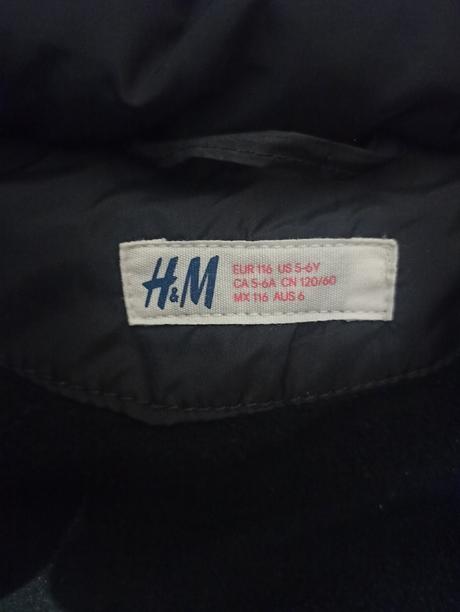 H&M
EUR 116 US 5-6Y
CA 5-6A CN 120/60
MX 116 AUS 6